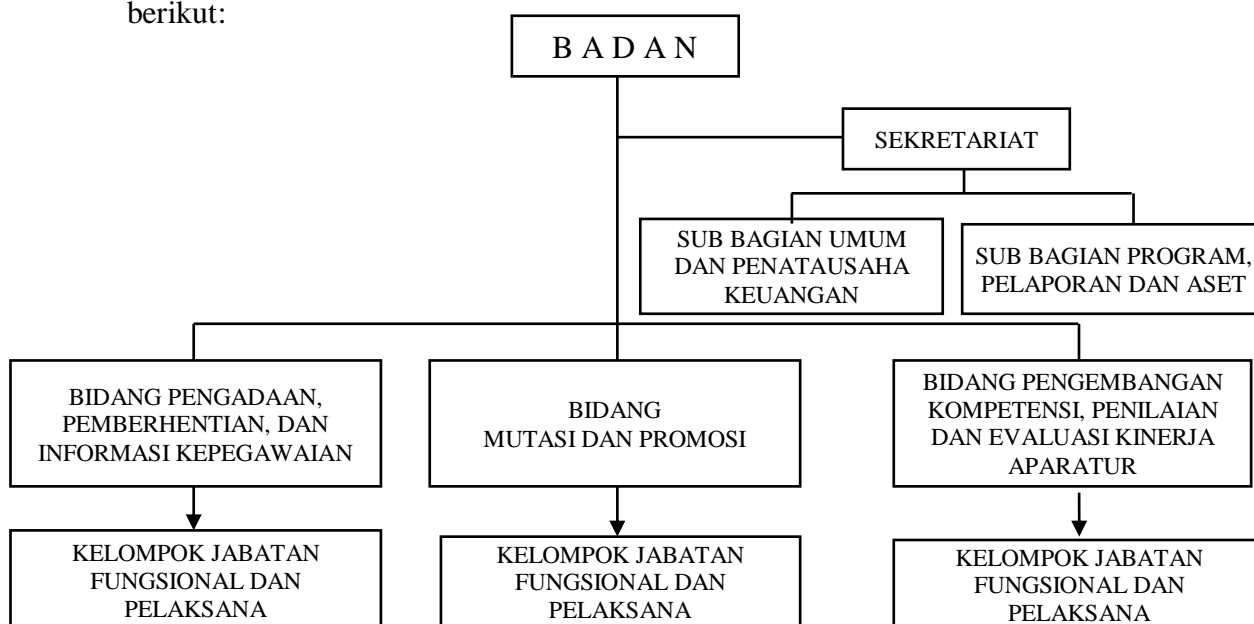 berikut:
B A D A N
SEKRETARIAT
SUB BAGIAN UMUM
DAN PENATAUSAHA
KEUANGAN
SUB BAGIAN PROGRAM,
PELAPORAN DAN ASET
BIDANG PENGADAAN,
PEMBERHENTIAN, DAN
INFORMASI KEPEGAWAIAN
BIDANG
MUTASI DAN PROMOSI
BIDANG PENGEMBANGAN
KOMPETENSI, PENILAIAN
DAN EVALUASI KINERJA
APARATUR
KELOMPOK JABATAN
FUNGSIONAL DAN
PELAKSANA
KELOMPOK JABATAN
FUNGSIONAL DAN
PELAKSANA
KELOMPOK JABATAN
FUNGSIONAL DAN
PELAKSANA